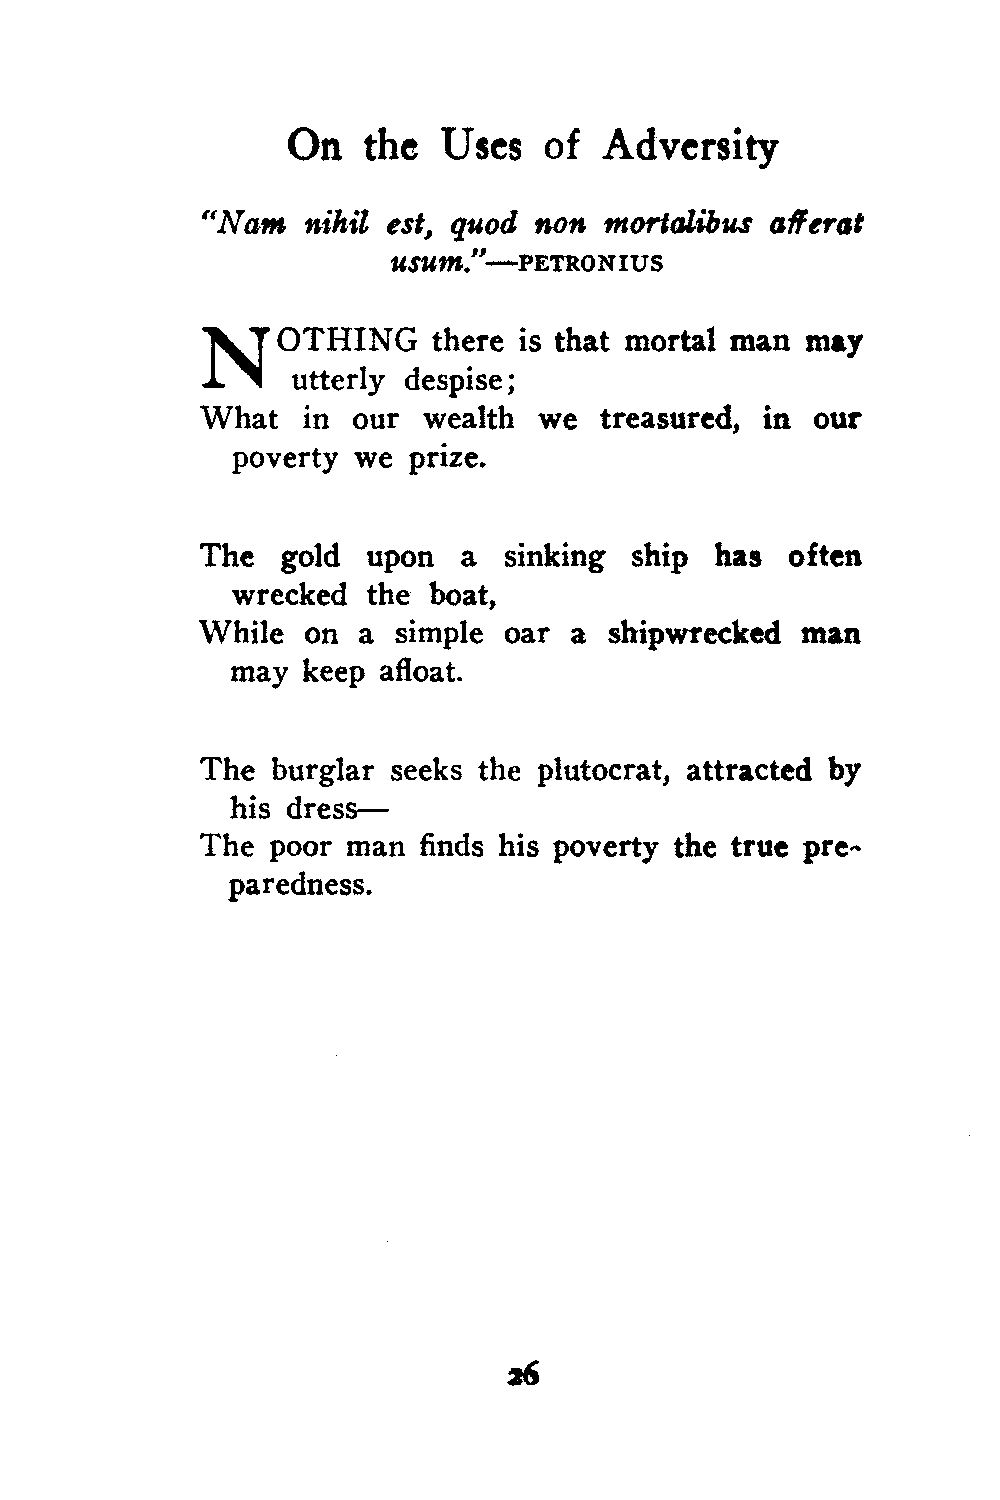 On the Uses of Adversity
"Nam nihil est, quod non mortalibus afferat
usum."—PETRONIUS
NOTHING there is that mortal man may
utterly despise;
What in our wealth we treasured, in our
poverty we prize.
The gold upon a sinking ship has often
wrecked the boat,
While on a simple oar a shipwrecked man
may keep afloat.
The burglar seeks the plutocrat, attracted by
his dress—
The poor man finds his poverty the true pre-
paredness.
26